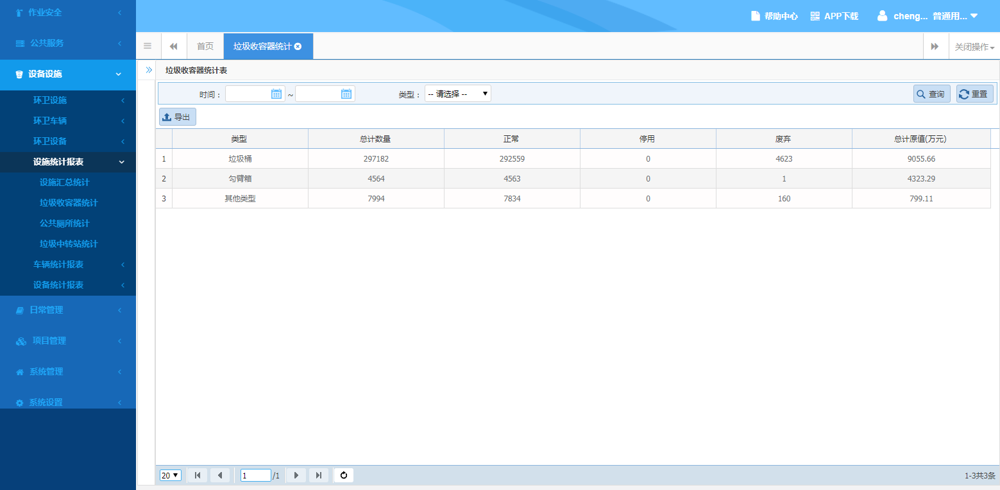 作业安全
公共服务
设备设施
环卫设施
环卫车辆
环卫设备
设施统计报表
设施汇总统计
垃圾收容器统计
公共厕所统计
垃圾中转站统计
车辆统计报表
设备统计报表
日常管理
项目管理
系统管理
系统设置
帮助中心 APP下载 cheng... 普通用...
首页 垃圾收容器统计 关闭操作
垃圾收容器统计表
时间： ~ 类型： -- 请选择 -- 查询 重置
导出
类型 总计数量 正常 停用 废弃 总计原值(万元)
1 垃圾桶 297182 292559 0 4623 9055.66
2 勾臂箱 4564 4563 0 1 4323.29
3 其他类型 7994 7834 0 160 799.11
20 1 /1 1-3共3条